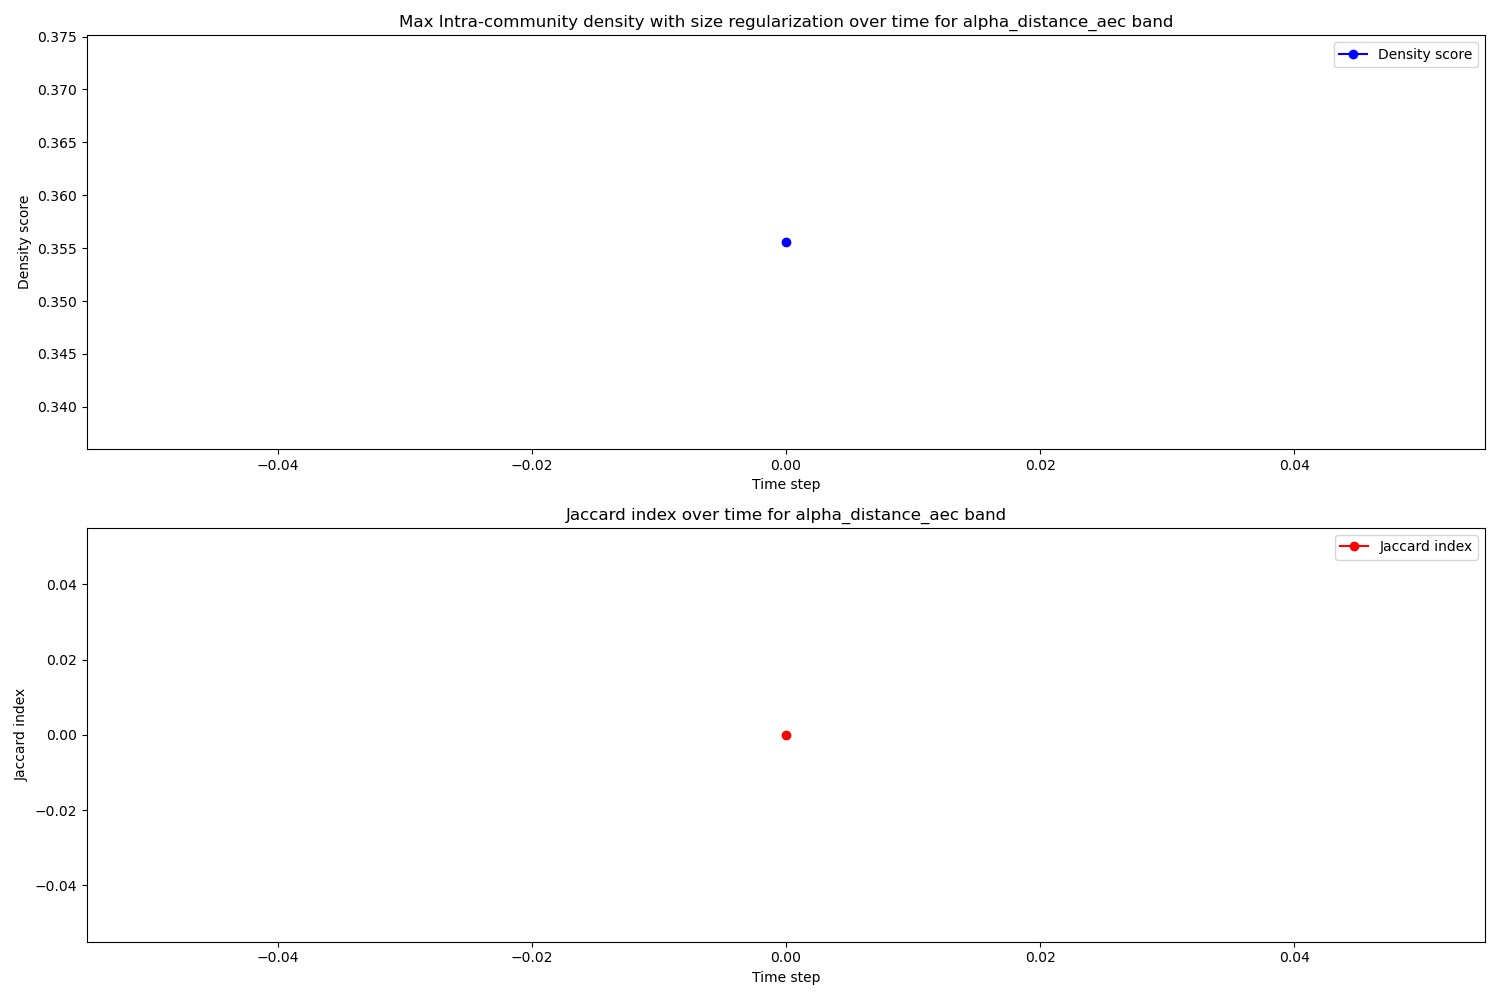 Max Intra-community density with size regularization over time for alpha_distance_aec band
0.375
0.370
0.365
0.360
0.355
0.350
0.345
0.340
Density score
Density score
−0.04
−0.02
0.00
0.02
0.04
Time step
Jaccard index over time for alpha_distance_aec band
0.04
0.02
0.00
−0.02
−0.04
Jaccard index
Jaccard index
−0.04
−0.02
0.00
0.02
0.04
Time step